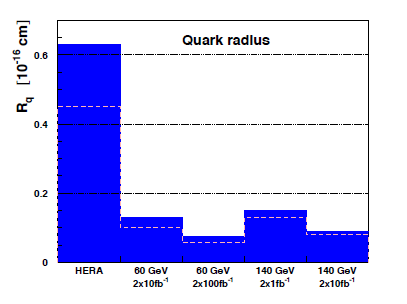 Quark radius
R_q [10^-16 cm]
0.6
0.4
0.2
0
HERA 60 GeV 60 GeV 140 GeV 140 GeV
2x10fb^-1 2x100fb^-1 2x1fb^-1 2x10fb^-1